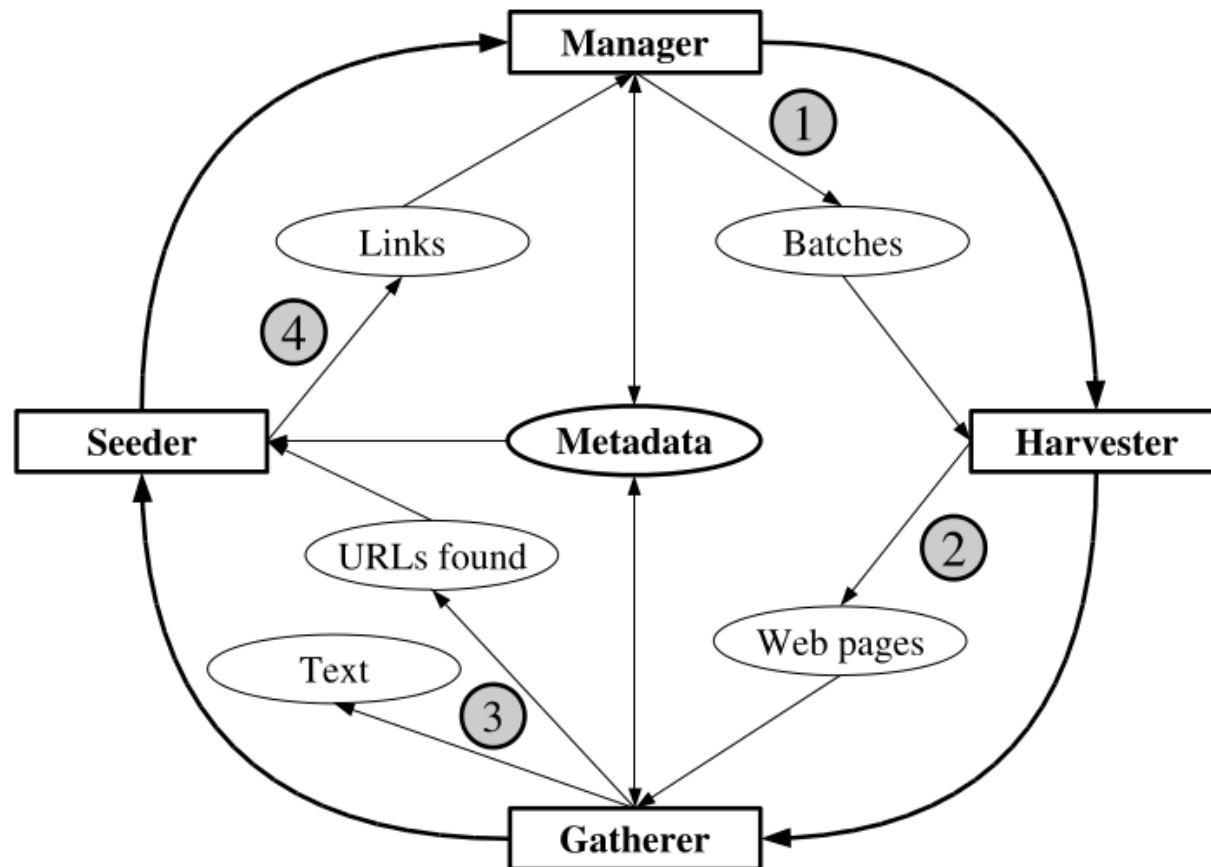 Manager
1
Links
Batches
4
Seeder
Metadata
Harvester
URLs found
2
Web pages
Text
3
Gatherer